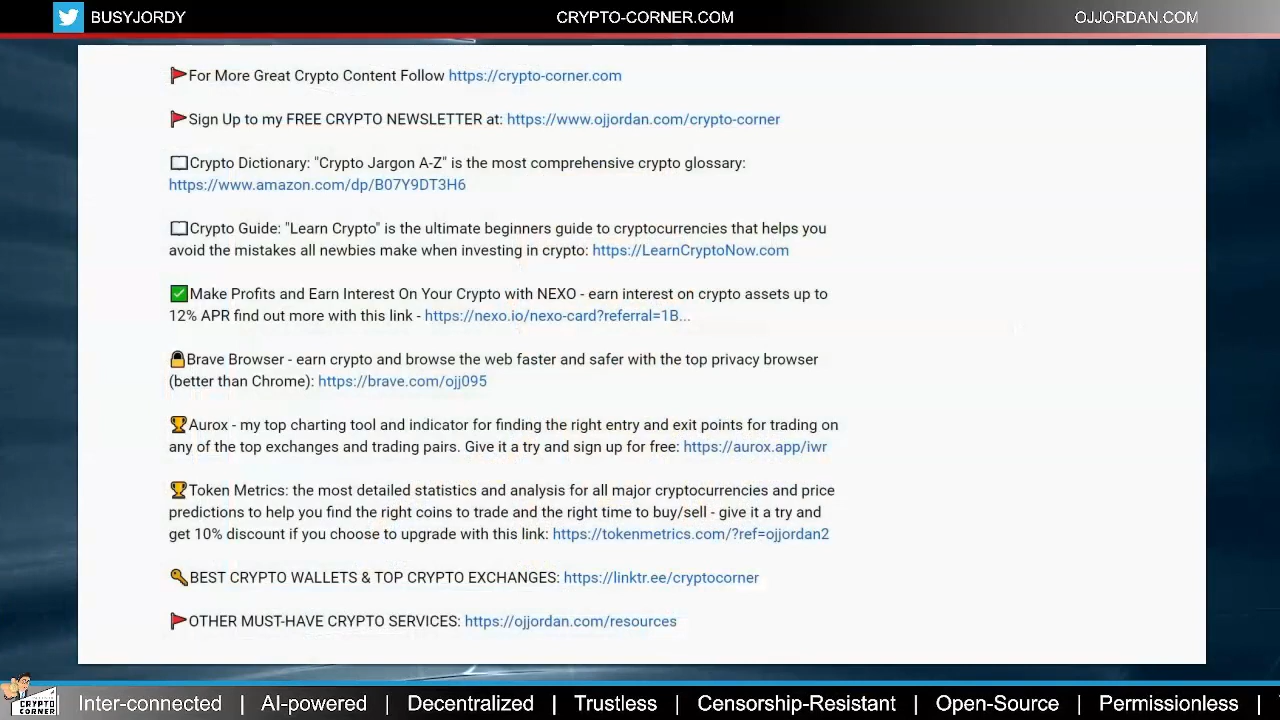 BUSYJORDY CRYPTO-CORNER.COM OJJORDAN.COM
For More Great Crypto Content Follow https://crypto-corner.com
Sign Up to my FREE CRYPTO NEWSLETTER at: https://www.ojjordan.com/crypto-corner
Crypto Dictionary: "Crypto Jargon A-Z" is the most comprehensive crypto glossary:
https://www.amazon.com/dp/B07Y9DT3H6
Crypto Guide: "Learn Crypto" is the ultimate beginners guide to cryptocurrencies that helps you
avoid the mistakes all newbies make when investing in crypto: https://LearnCryptoNow.com
Make Profits and Earn Interest On Your Crypto with NEXO - earn interest on crypto assets up to
12% APR find out more with this link - https://nexo.io/nexo-card?referral=1B...
Brave Browser - earn crypto and browse the web faster and safer with the top privacy browser
(better than Chrome): https://brave.com/ojj095
Aurox - my top charting tool and indicator for finding the right entry and exit points for trading on
any of the top exchanges and trading pairs. Give it a try and sign up for free: https://aurox.app/iwr
Token Metrics: the most detailed statistics and analysis for all major cryptocurrencies and price
predictions to help you find the right coins to trade and the right time to buy/sell - give it a try and
get 10% discount if you choose to upgrade with this link: https://tokenmetrics.com/?ref=ojjordan2
BEST CRYPTO WALLETS & TOP CRYPTO EXCHANGES: https://linktr.ee/cryptocorner
OTHER MUST-HAVE CRYPTO SERVICES: https://ojjordan.com/resources
CRYPTO
CORNER
Inter-connected | AI-powered | Decentralized | Trustless | Censorship-Resistant | Open-Source | Permissionless |